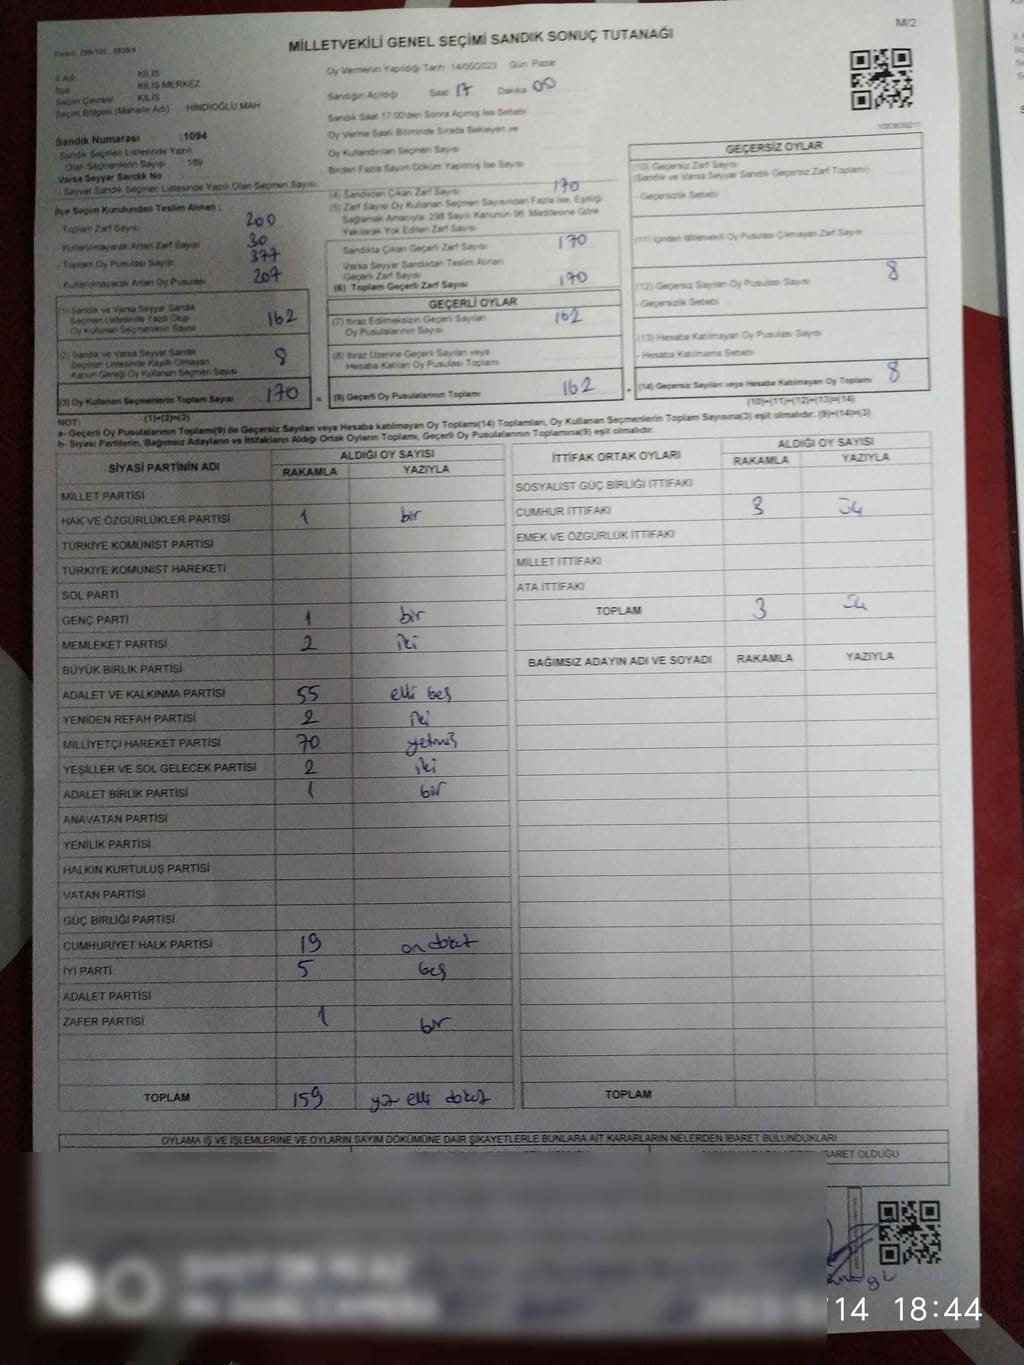 M/2
MİLLETVEKİLİ GENEL SEÇİMİ SANDIK SONUÇ TUTANAĞI
İl Adı : KİLİS
İlçe : KİLİS MERKEZ
Seçim Çevresi : KİLİS
Seçim Bölgesi (Mahalle Adı) : HİNDİOĞLU MAH
Sandık Numarası : 1094
Sandık Seçmen Listesinde Yazılı
Olan Seçmenlerin Sayısı : 189
Varsa Seyyar Sandık No
- Seyyar Sandık Seçmen Listesinde Yazılı Olan Seçmen Sayısı:
İlçe Seçim Kurulundan Teslim Alınan ;
- Toplam Zarf Sayısı 200
- Kullanılmayarak Artan Zarf Sayısı 30
- Toplam Oy Pusulası Sayısı 377
- Kullanılmayarak Artan Oy Pusulası 207
(1) Sandık ve Varsa Seyyar Sandık
Seçmen Listesinde Yazılı Olup
Oy Kullanan Seçmenlerin Sayısı 162
(2) Sandık ve Varsa Seyyar Sandık
Seçmen Listesinde Kayıtlı Olmayan
Kanun Gereği Oy Kullanan Seçmen Sayısı 8
(3) Oy Kullanan Seçmenlerin Toplam Sayısı 170
(1)+(2)=(3)
Oy Vermenin Yapıldığı Tarih :14/05/2023 Gün: Pazar
Sandığın Açıldığı Saat 17 Dakika 00
Sandık Saat 17:00'den Sonra Açımış İse Sebebi
Oy Verme Saati Bitiminde Sırada Bekleyen ve
Oy Kullandırılan Seçmen Sayısı
Birden Fazla Sayım Döküm Yapılmış İse Sayısı
(4) Sandıktan Çıkan Zarf Sayısı 170
(5) Zarf Sayısı Oy Kullanan Seçmen Sayısından Fazla İse, Eşitliği
Sağlamak Amacıyla; 298 Sayılı Kanunun 98. Maddesine Göre
Yakılarak Yok Edilen Zarf Sayısı
Sandıkta Çıkan Geçerli Zarf Sayısı 170
Varsa Seyyar Sandıktan Teslim Alınan
Geçerli Zarf Sayısı
(6) Toplam Geçerli Zarf Sayısı 170
GEÇERLİ OYLAR
(7) İtiraz Edilmeksizin Geçerli Sayılan
Oy Pusulalarının Sayısı 162
(8) İtiraz Üzerine Geçerli Sayılan veya
Hesaba Katılan Oy Pusulası Toplamı
(9) Geçerli Oy Pusulalarının Toplamı 162
GEÇERSİZ OYLAR
(10) Geçersiz Zarf Sayısı
(Sandık ve Varsa Seyyar Sandık Geçersiz Zarf Toplamı)
- Geçersizlik Sebebi
(11) İçinden Milletvekili Oy Pusulası Çıkmayan Zarf Sayısı
(12) Geçersiz Sayılan Oy Pusulası Sayısı 8
- Geçersizlik Sebebi
(13) Hesaba Katılmayan Oy Pusulası Sayısı
- Hesaba Katılmama Sebebi
(14) Geçersiz Sayılan veya Hesaba Katılmayan Oy Toplamı 8
(10)+(11)+(12)+(13)=(14)
NOT:
a- Geçerli Oy Pusulalarının Toplamı(9) ile Geçersiz Sayılan veya Hesaba katılmayan Oy Toplamı(14) Toplamları, Oy Kullanan Seçmenlerin Toplam Sayısına(3) eşit olmalıdır. (9)+(14)=(3)
b- Siyasi Partilerin, Bağımsız Adayların ve İttifakların Aldığı Ortak Oyların Toplamı, Geçerli Oy Pusulalarının Toplamına(9) eşit olmalıdır.
SİYASİ PARTİNİN ADI ALDIĞI OY SAYISI
RAKAMLA YAZIYLA
MİLLET PARTİSİ
HAK VE ÖZGÜRLÜKLER PARTİSİ 1 bir
TÜRKİYE KOMÜNİST PARTİSİ
TÜRKİYE KOMÜNİST HAREKETİ
SOL PARTİ
GENÇ PARTİ 1 bir
MEMLEKET PARTİSİ 2 iki
BÜYÜK BİRLİK PARTİSİ
ADALET VE KALKINMA PARTİSİ 55 elli beş
YENİDEN REFAH PARTİSİ 2 iki
MİLLİYETÇİ HAREKET PARTİSİ 70 yetmiş
YEŞİLLER VE SOL GELECEK PARTİSİ 2 iki
ADALET BİRLİK PARTİSİ 1 bir
ANAVATAN PARTİSİ
YENİLİK PARTİSİ
HALKIN KURTULUŞ PARTİSİ
VATAN PARTİSİ
GÜÇ BİRLİĞİ PARTİSİ
CUMHURİYET HALK PARTİSİ 19 on dokuz
İYİ PARTİ 5 beş
ADALET PARTİSİ
ZAFER PARTİSİ 1 bir
TOPLAM 159 yüz elli dokuz
İTTİFAK ORTAK OYLARI ALDIĞI OY SAYISI
RAKAMLA YAZIYLA
SOSYALİST GÜÇ BİRLİĞİ İTTİFAKI
CUMHUR İTTİFAKI 3 üç
EMEK VE ÖZGÜRLÜK İTTİFAKI
MİLLET İTTİFAKI
ATA İTTİFAKI
TOPLAM 3 üç
BAĞIMSIZ ADAYIN ADI VE SOYADI RAKAMLA YAZIYLA
TOPLAM
OYLAMA İŞ VE İŞLEMLERİNE VE OYLARIN SAYIM DÖKÜMÜNE DAİR ŞİKAYETLERLE BUNLARA AİT KARARLARIN NELERDEN İBARET BULUNDUKLARI
İBARET OLDUĞU
/14 18:44